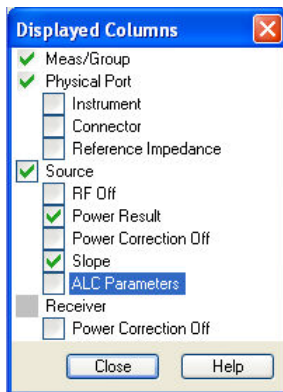 Displayed Columns
Meas/Group
Physical Port
Instrument
Connector
Reference Impedance
Source
RF Off
Power Result
Power Correction Off
Slope
ALC Parameters
Receiver
Power Correction Off
Close Help